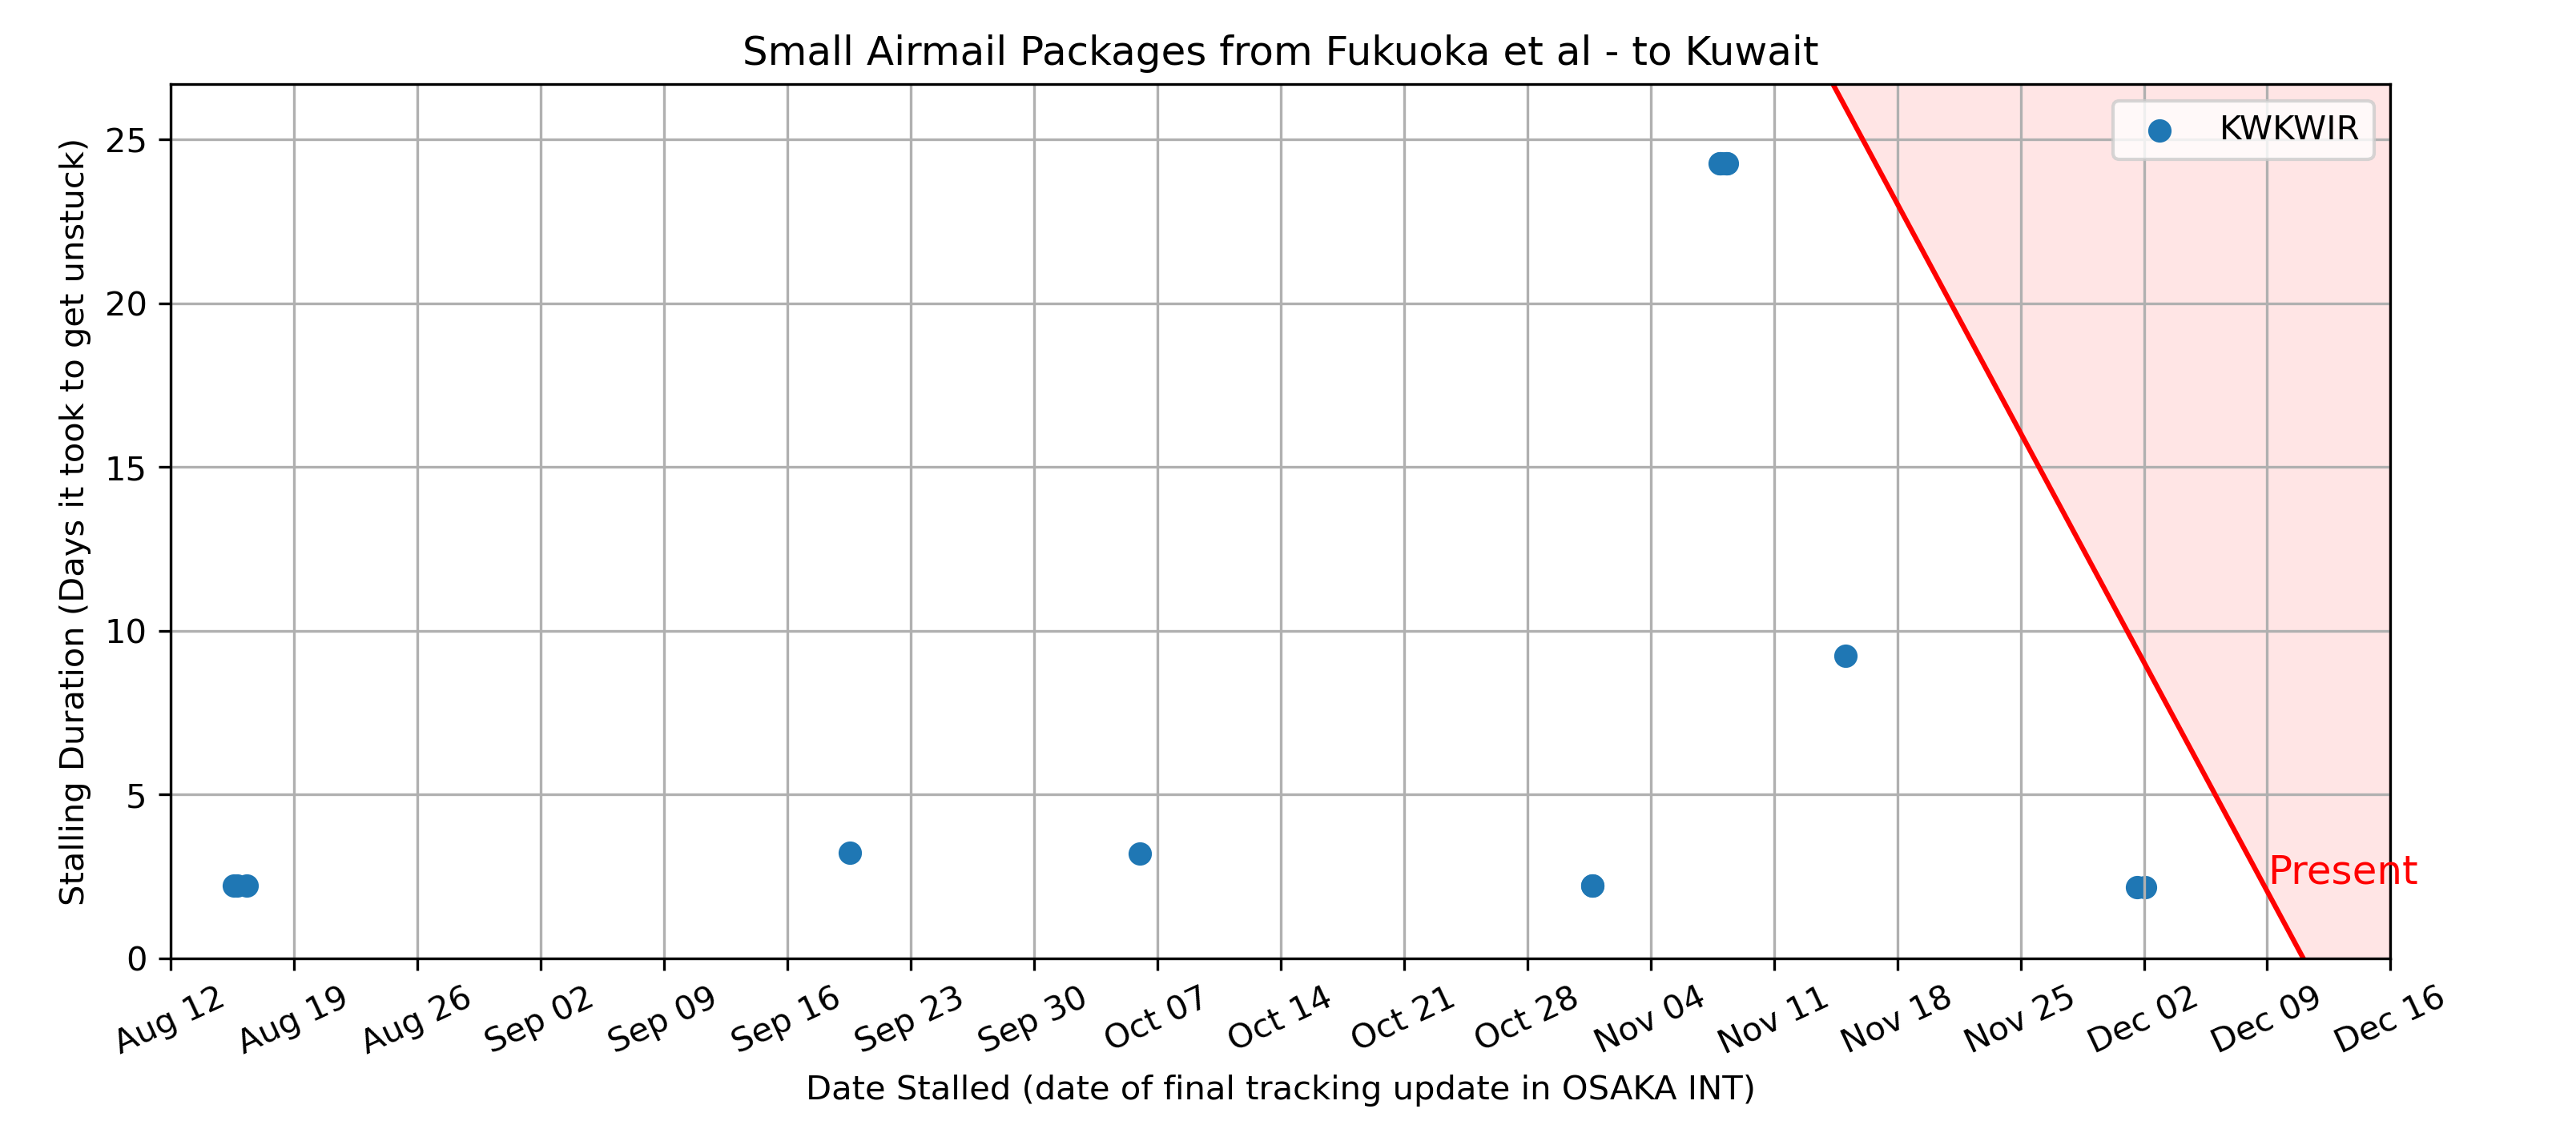 Small Airmail Packages from Fukuoka et al - to Kuwait
KWKWIR
Stalling Duration (Days it took to get unstuck)
25
20
15
10
5
0
Present
Aug 12
Aug 19
Aug 26
Sep 02
Sep 09
Sep 16
Sep 23
Sep 30
Oct 07
Oct 14
Oct 21
Oct 28
Nov 04
Nov 11
Nov 18
Nov 25
Dec 02
Dec 09
Dec 16
Date Stalled (date of final tracking update in OSAKA INT)